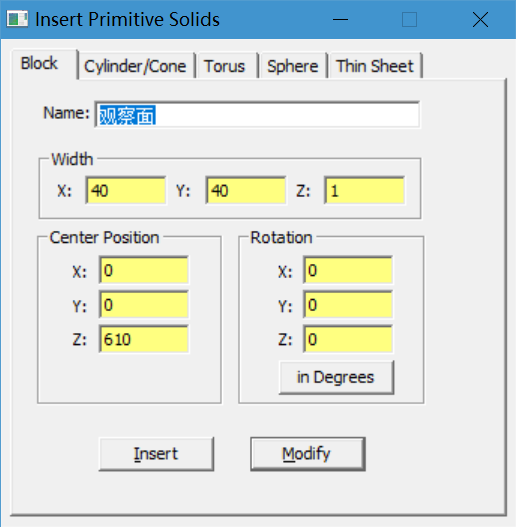 Insert Primitive Solids
Block Cylinder/Cone Torus Sphere Thin Sheet
Name: 观察面
Width
X: 40 Y: 40 Z: 1
Center Position
X: 0
Y: 0
Z: 610
Rotation
X: 0
Y: 0
Z: 0
in Degrees
Insert Modify